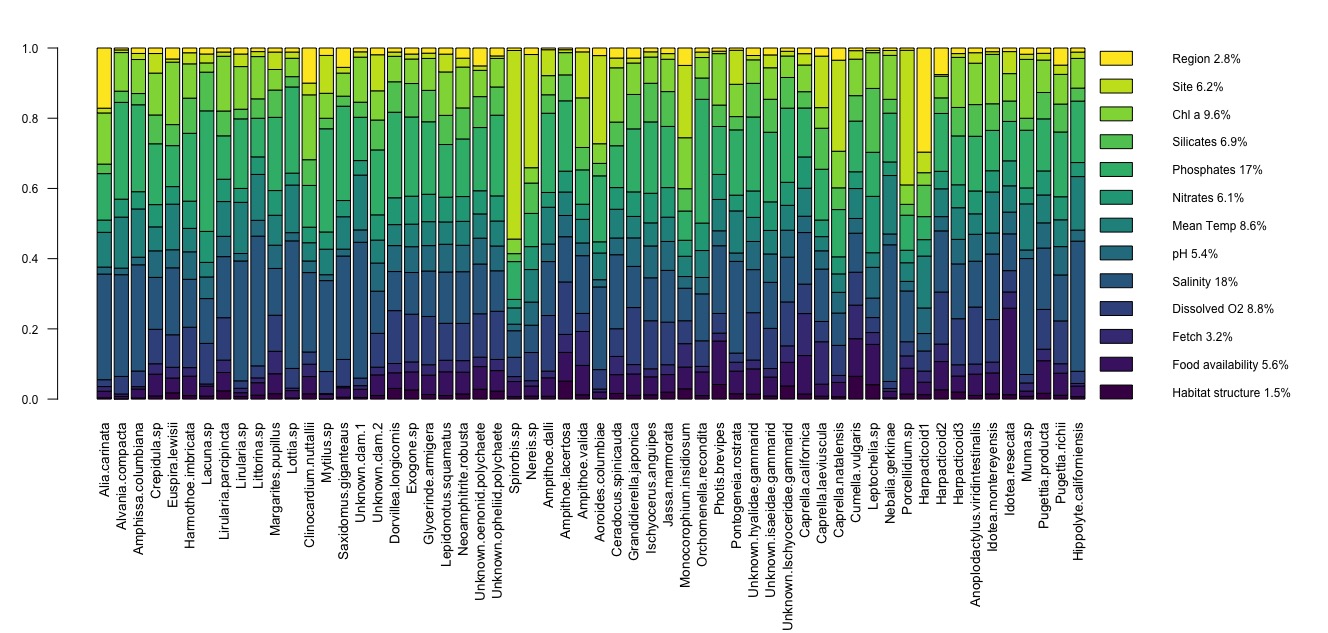 1.0
0.8
0.6
0.4
0.2
0.0
Region 2.8%
Site 6.2%
Chl a 9.6%
Silicates 6.9%
Phosphates 17%
Nitrates 6.1%
Mean Temp 8.6%
pH 5.4%
Salinity 18%
Dissolved O2 8.8%
Fetch 3.2%
Food availability 5.6%
Habitat structure 1.5%
Alia.carinata
Alvania.compacta
Amphissa.columbiana
Crepidula.sp
Euspira.lewisii
Harmothoe.imbricata
Lacuna.sp
Lirularia.parcipincta
Lirularia.sp
Littorina.sp
Margarites.pupillus
Lottia.sp
Clinocardium.nuttallii
Mytilus.sp
Saxidomus.giganteaus
Unknown.clam.1
Unknown.clam.2
Dorvillea.longicornis
Exogone.sp
Glycerinde.armigera
Lepidonotus.squamatus
Neoamphitrite.robusta
Unknown.oenonid.polychaete
Unknown.ophelid.polychaete
Spirorbis.sp
Nereis.sp
Ampithoe.dalli
Ampithoe.lacertosa
Ampithoe.valida
Aoroides.columbiae
Ceradocus.spinicauda
Grandidierella.japonica
Ischyocerus.anguipes
Jassa.marmorata
Monocorophium.insidiosum
Orchomenella.recondita
Photis.brevipes
Pontogeneia.rostrata
Unknown.hyalidae.gammarid
Unknown.isaeidae.gammarid
Unknown.Ischyoceridae.gammarid
Caprella.californica
Caprella.laeviuscula
Caprella.natalensis
Cumella.vulgaris
Leptochelia.sp
Nebalia.gerkinae
Porcellidium.sp
Harpacticoid1
Harpacticoid2
Harpacticoid3
Anoplodactylus.viridintestinalis
Idotea.montereyensis
Idotea.resecata
Munna.sp
Pugettia.producta
Pugetti.richii
Hippolyte.californiensis